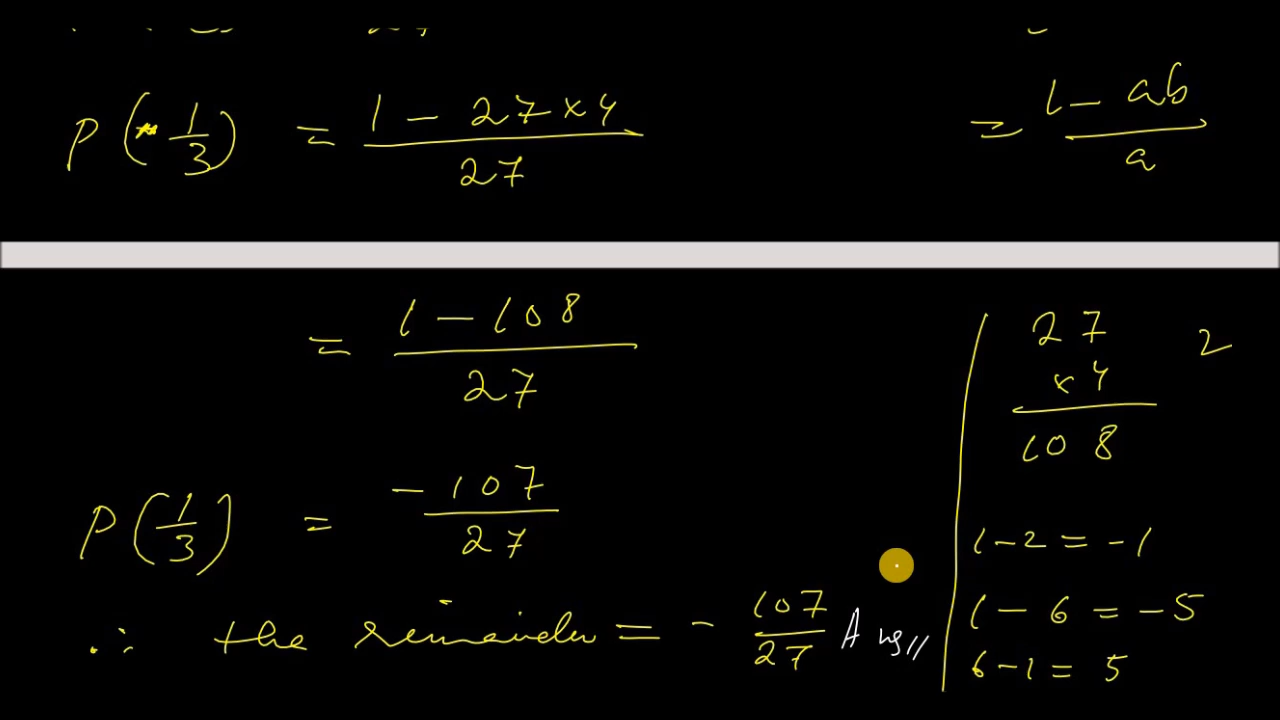 P(1/3) = (1 - 27 × 4)/27
= (1 - ab)/a
= (1 - 108)/27
P(1/3) = -107/27
∴ the remainder = - 107/27 Ans//
27 2
×4
108
1 - 2 = -1
1 - 6 = -5
6 - 1 = 5